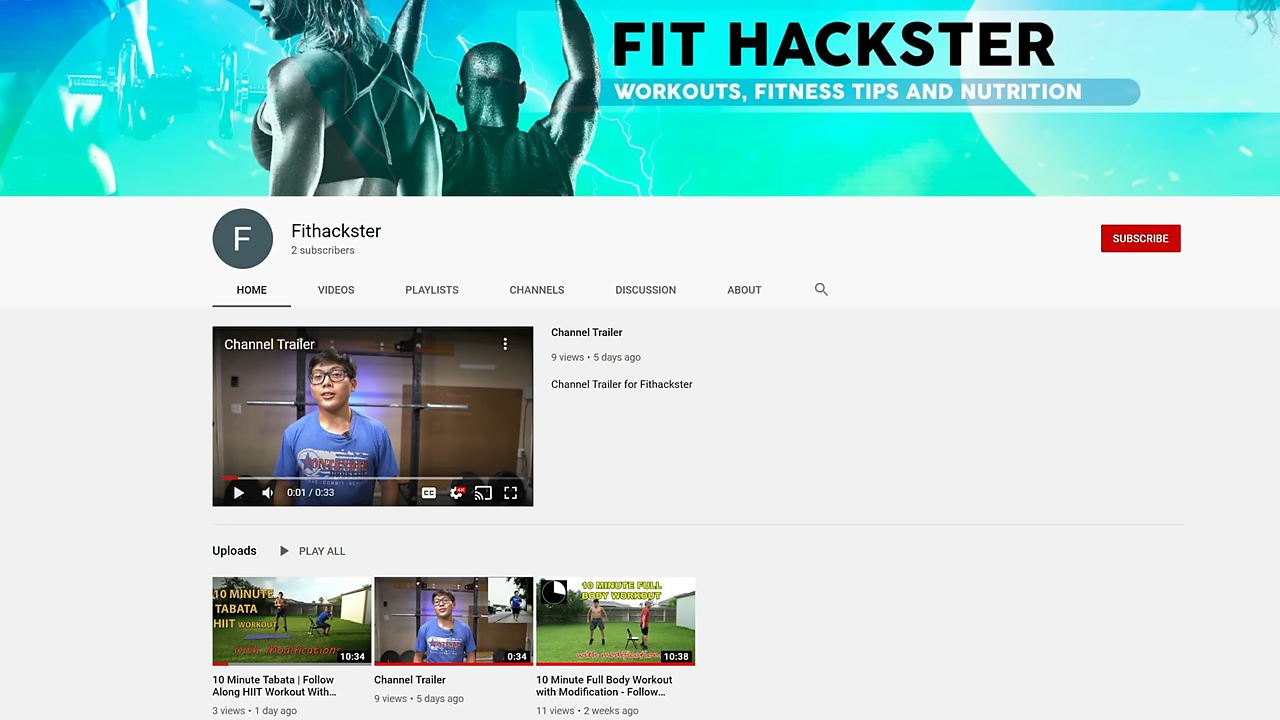 FIT HACKSTER
WORKOUTS, FITNESS TIPS AND NUTRITION
F
Fithackster
2 subscribers
SUBSCRIBE
HOME VIDEOS PLAYLISTS CHANNELS DISCUSSION ABOUT
Channel Trailer
0:01 / 0:33
CC
Channel Trailer
9 views • 5 days ago
Channel Trailer for Fithackster
Uploads PLAY ALL
10 MINUTE
TABATA
HIIT WORKOUT
with Modifications
10:34
0:34
10 MINUTE FULL
BODY WORKOUT
with modification
10:38
10 Minute Tabata | Follow
Along HIIT Workout With...
3 views • 1 day ago
Channel Trailer
9 views • 5 days ago
10 Minute Full Body Workout
with Modification - Follow...
11 views • 2 weeks ago